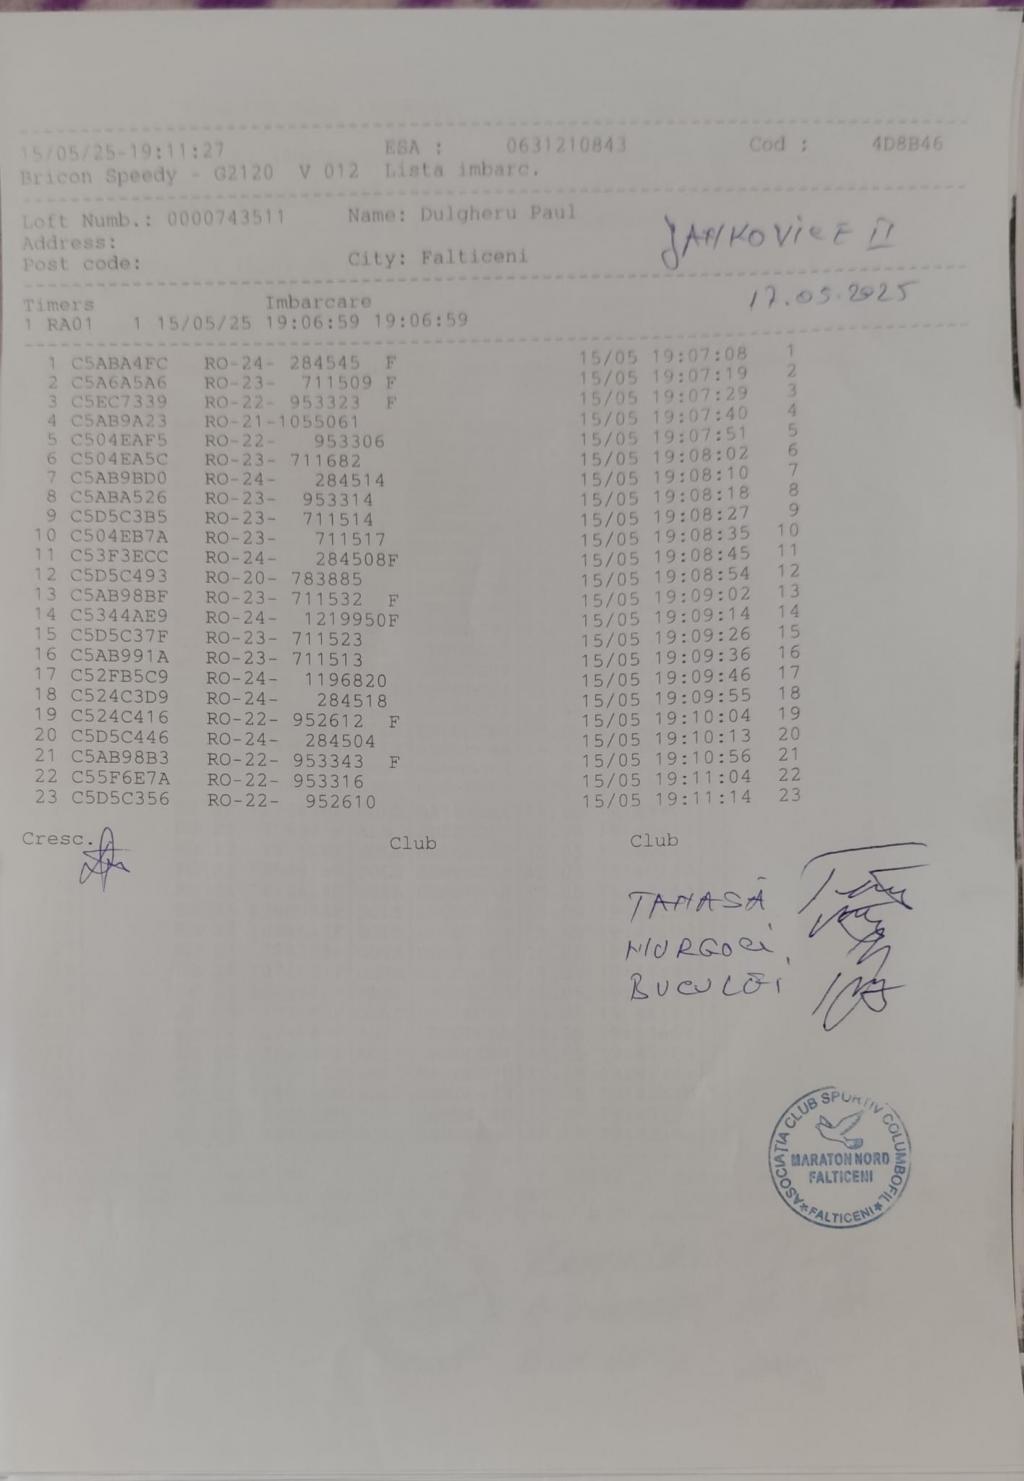 15/05/25-19:11:27 ESA : 0631210843 Cod : 4D8B46
Bricon Speedy - G2120 V 012 Lista imbarc.
Loft Numb.: 0000743511 Name: Dulgheru Paul
Address:
Post code: City: Falticeni
JANKOVICE II
17.05.2025
Timers Imbarcare
1 RA01 1 15/05/25 19:06:59 19:06:59
1 C5ABA4FC RO-24- 284545 F 15/05 19:07:08 1
2 C5A6A5A6 RO-23- 711509 F 15/05 19:07:19 2
3 C5EC7339 RO-22- 953323 F 15/05 19:07:29 3
4 C5AB9A23 RO-21-1055061 15/05 19:07:40 4
5 C504EAF5 RO-22- 953306 15/05 19:07:51 5
6 C504EA5C RO-23- 711682 15/05 19:08:02 6
7 C5AB9BD0 RO-24- 284514 15/05 19:08:10 7
8 C5ABA526 RO-23- 953314 15/05 19:08:18 8
9 C5D5C3B5 RO-23- 711514 15/05 19:08:27 9
10 C504EB7A RO-23- 711517 15/05 19:08:35 10
11 C53F3ECC RO-24- 284508F 15/05 19:08:45 11
12 C5D5C493 RO-20- 783885 15/05 19:08:54 12
13 C5AB98BF RO-23- 711532 F 15/05 19:09:02 13
14 C5344AE9 RO-24- 1219950F 15/05 19:09:14 14
15 C5D5C37F RO-23- 711523 15/05 19:09:26 15
16 C5AB991A RO-23- 711513 15/05 19:09:36 16
17 C52FB5C9 RO-24- 1196820 15/05 19:09:46 17
18 C524C3D9 RO-24- 284518 15/05 19:09:55 18
19 C524C416 RO-22- 952612 F 15/05 19:10:04 19
20 C5D5C446 RO-24- 284504 15/05 19:10:13 20
21 C5AB98B3 RO-22- 953343 F 15/05 19:10:56 21
22 C55F6E7A RO-22- 953316 15/05 19:11:04 22
23 C5D5C356 RO-22- 952610 15/05 19:11:14 23
Cresc. Club Club
TANASĂ
MURGOCI
BUCULEI
ASOCIAȚIA CLUB SPORTIV COLUMBOFIL
MARATON NORD
FALTICENI
*FALTICENI*